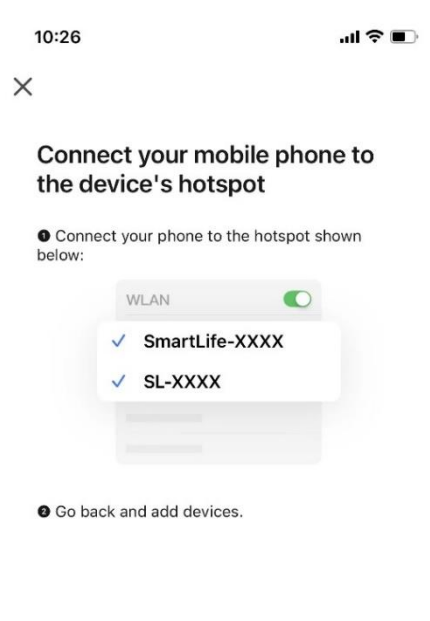 10:26
Connect your mobile phone to
the device's hotspot
❶ Connect your phone to the hotspot shown
below:
WLAN
SmartLife-XXXX
SL-XXXX
❷ Go back and add devices.